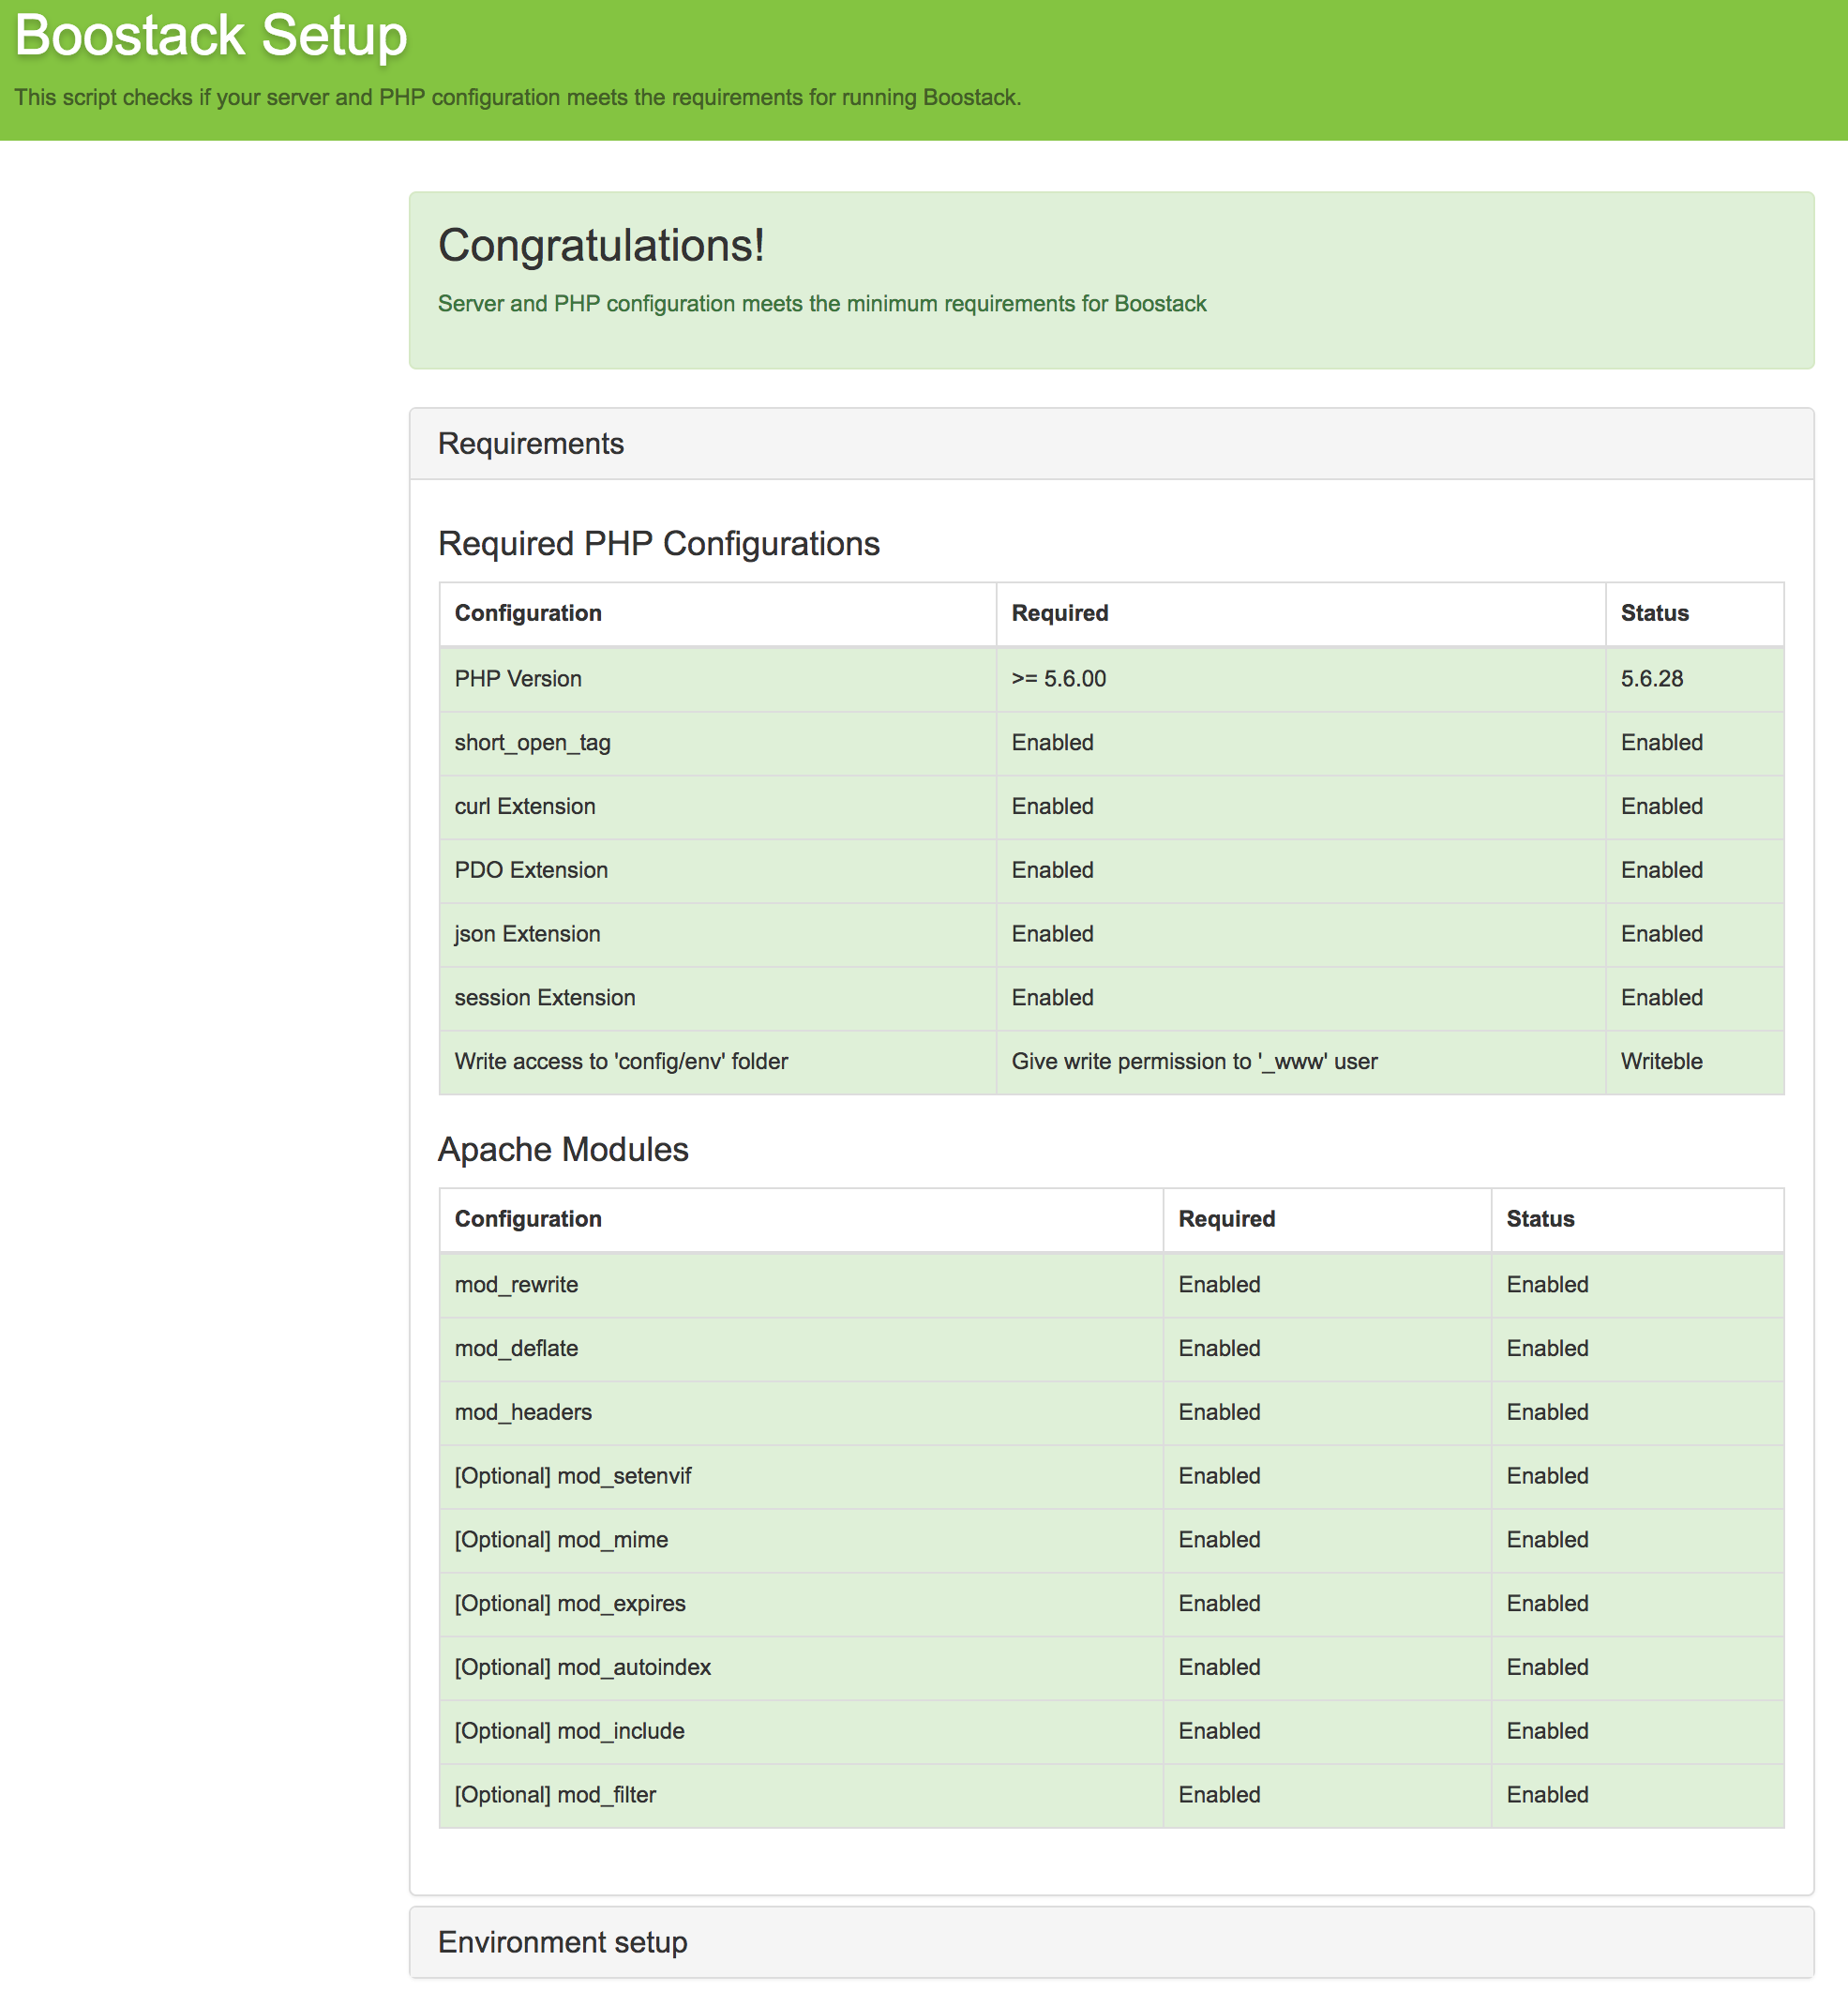 Boostack Setup
This script checks if your server and PHP configuration meets the requirements for running Boostack.
Congratulations!
Server and PHP configuration meets the minimum requirements for Boostack
Requirements
Required PHP Configurations
Configuration Required Status
PHP Version >= 5.6.00 5.6.28
short_open_tag Enabled Enabled
curl Extension Enabled Enabled
PDO Extension Enabled Enabled
json Extension Enabled Enabled
session Extension Enabled Enabled
Write access to 'config/env' folder Give write permission to '_www' user Writeble
Apache Modules
Configuration Required Status
mod_rewrite Enabled Enabled
mod_deflate Enabled Enabled
mod_headers Enabled Enabled
[Optional] mod_setenvif Enabled Enabled
[Optional] mod_mime Enabled Enabled
[Optional] mod_expires Enabled Enabled
[Optional] mod_autoindex Enabled Enabled
[Optional] mod_include Enabled Enabled
[Optional] mod_filter Enabled Enabled
Environment setup